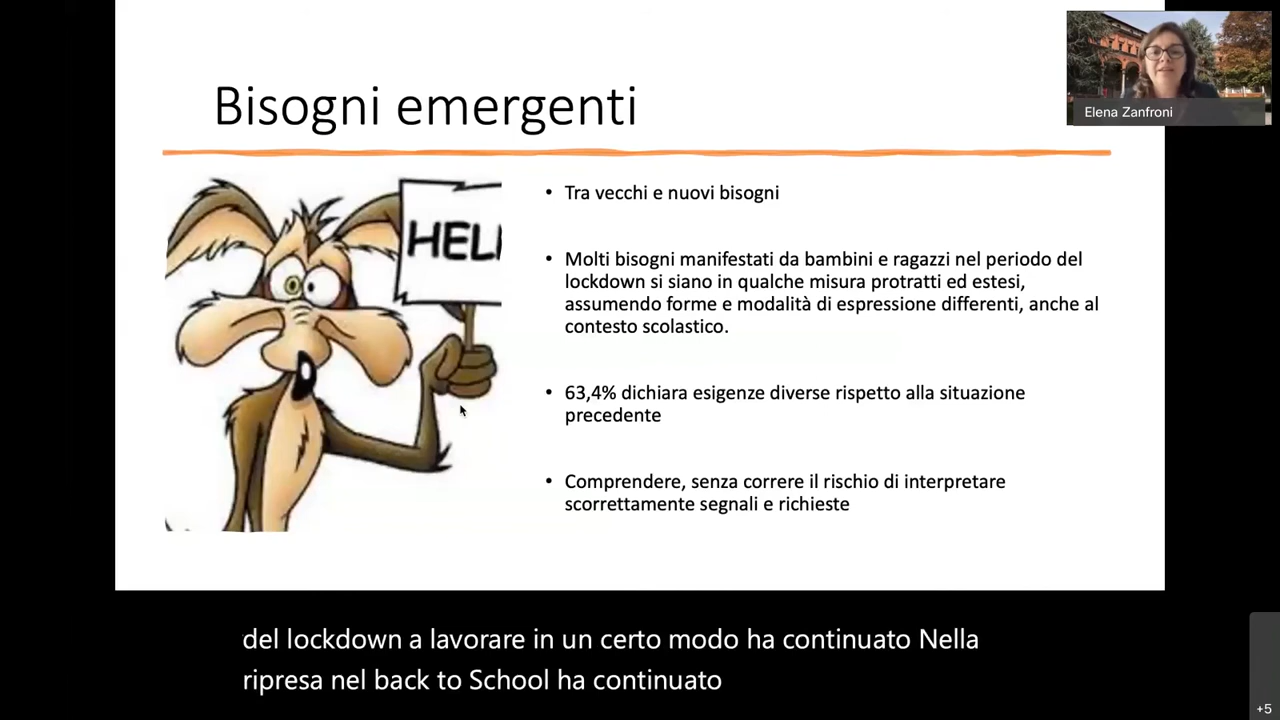 Bisogni emergenti
Elena Zanfroni
HEL
• Tra vecchi e nuovi bisogni
• Molti bisogni manifestati da bambini e ragazzi nel periodo del
lockdown si siano in qualche misura protratti ed estesi,
assumendo forme e modalità di espressione differenti, anche al
contesto scolastico.
• 63,4% dichiara esigenze diverse rispetto alla situazione
precedente
• Comprendere, senza correre il rischio di interpretare
scorrettamente segnali e richieste
del lockdown a lavorare in un certo modo ha continuato Nella
ripresa nel back to School ha continuato
+5